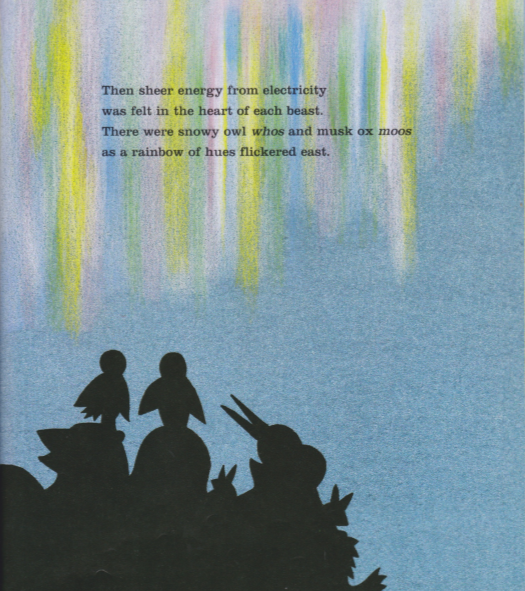 Then sheer energy from electricity
was felt in the heart of each beast.
There were snowy owl whos and musk ox moos
as a rainbow of hues flickered east.